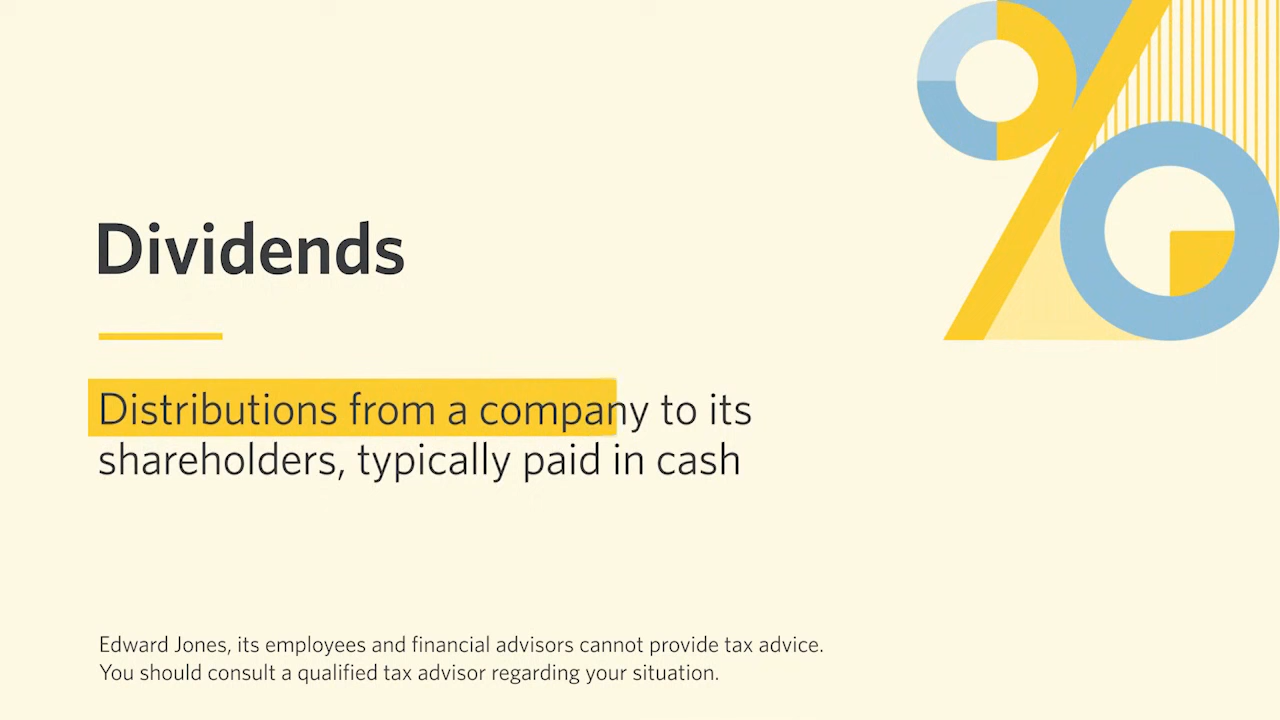 Dividends
Distributions from a company to its
shareholders, typically paid in cash
Edward Jones, its employees and financial advisors cannot provide tax advice.
You should consult a qualified tax advisor regarding your situation.